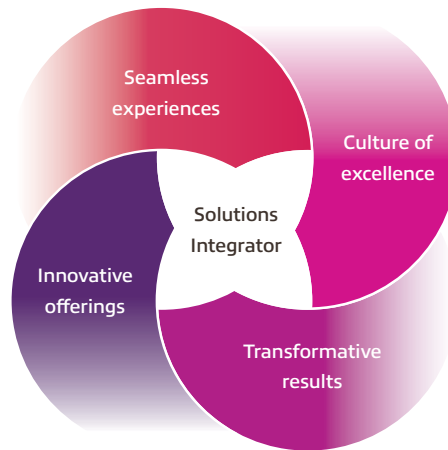 Seamless
experiences
Culture of
excellence
Solutions
Integrator
Innovative
offerings
Transformative
results